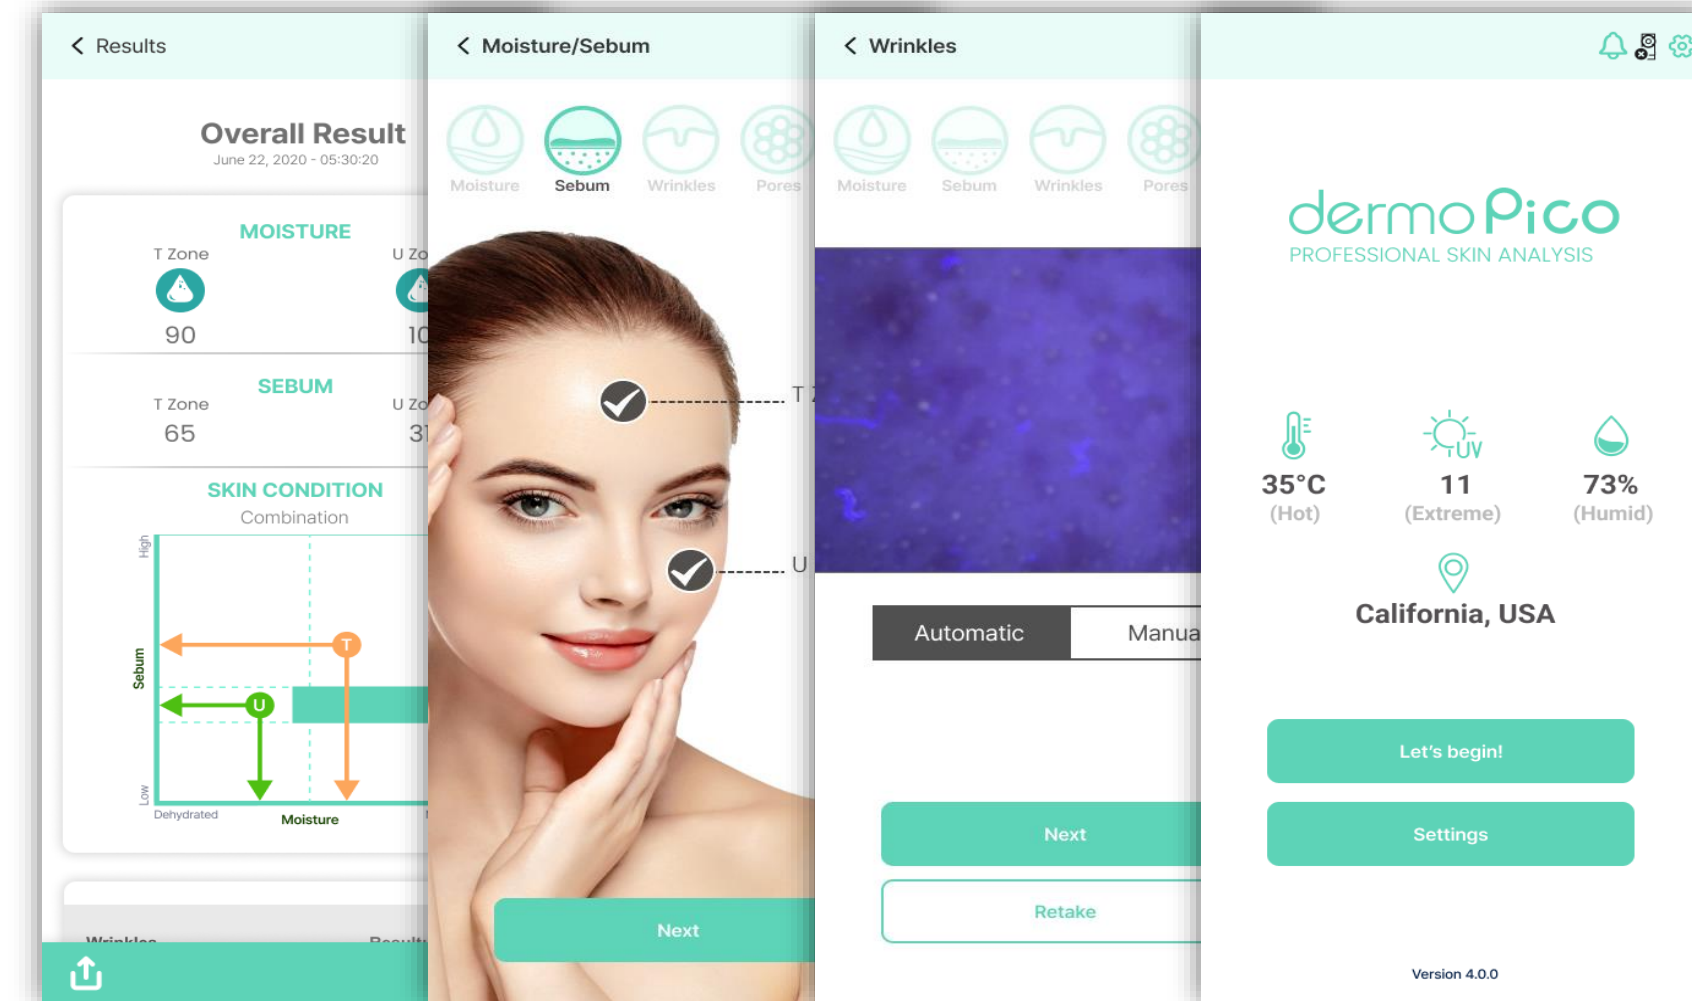 Results
Overall Result
June 22, 2020 - 05:30:20
MOISTURE
T Zone
90
SEBUM
T Zone
65
SKIN CONDITION
Combination
High
Sebum
T
U
Low
Dehydrated
Moisture
Wrinkles
Moisture/Sebum
Moisture Sebum Wrinkles Pores
T
U
Next
Wrinkles
Moisture Sebum Wrinkles Pores
Automatic
Next
Retake
dermoPico
PROFESSIONAL SKIN ANALYSIS
UV
35°C 11 73%
(Hot) (Extreme) (Humid)
California, USA
Let's begin!
Settings
Version 4.0.0